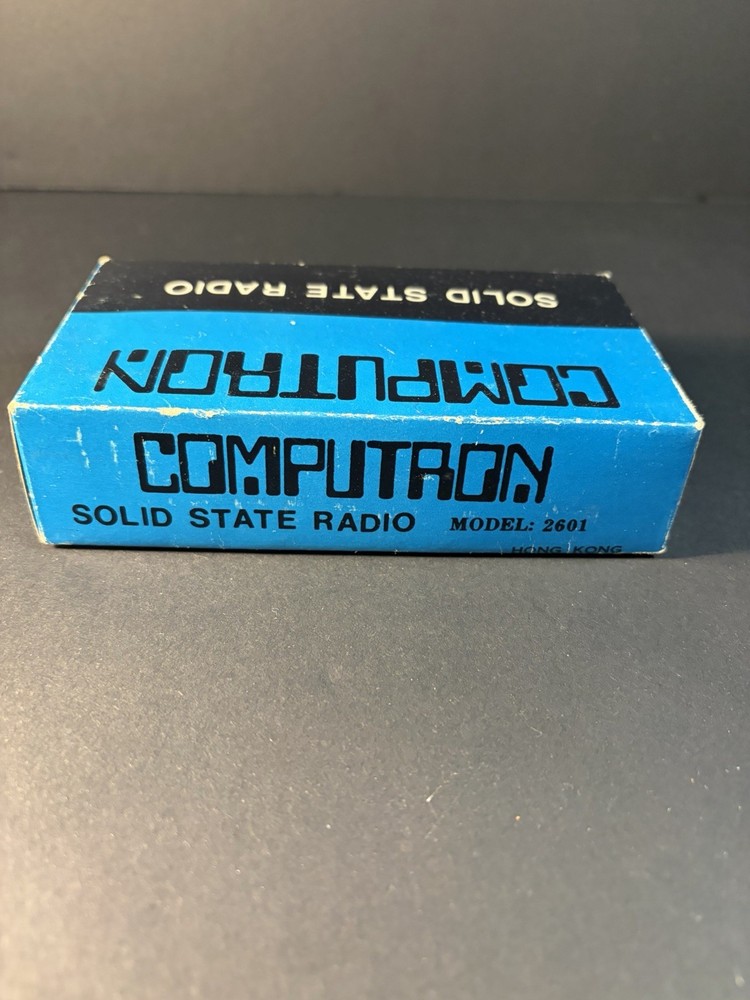 SOLID STATE RADIO
COMPUTRON
COMPUTRON
SOLID STATE RADIO MODEL: 2601
HONG KONG